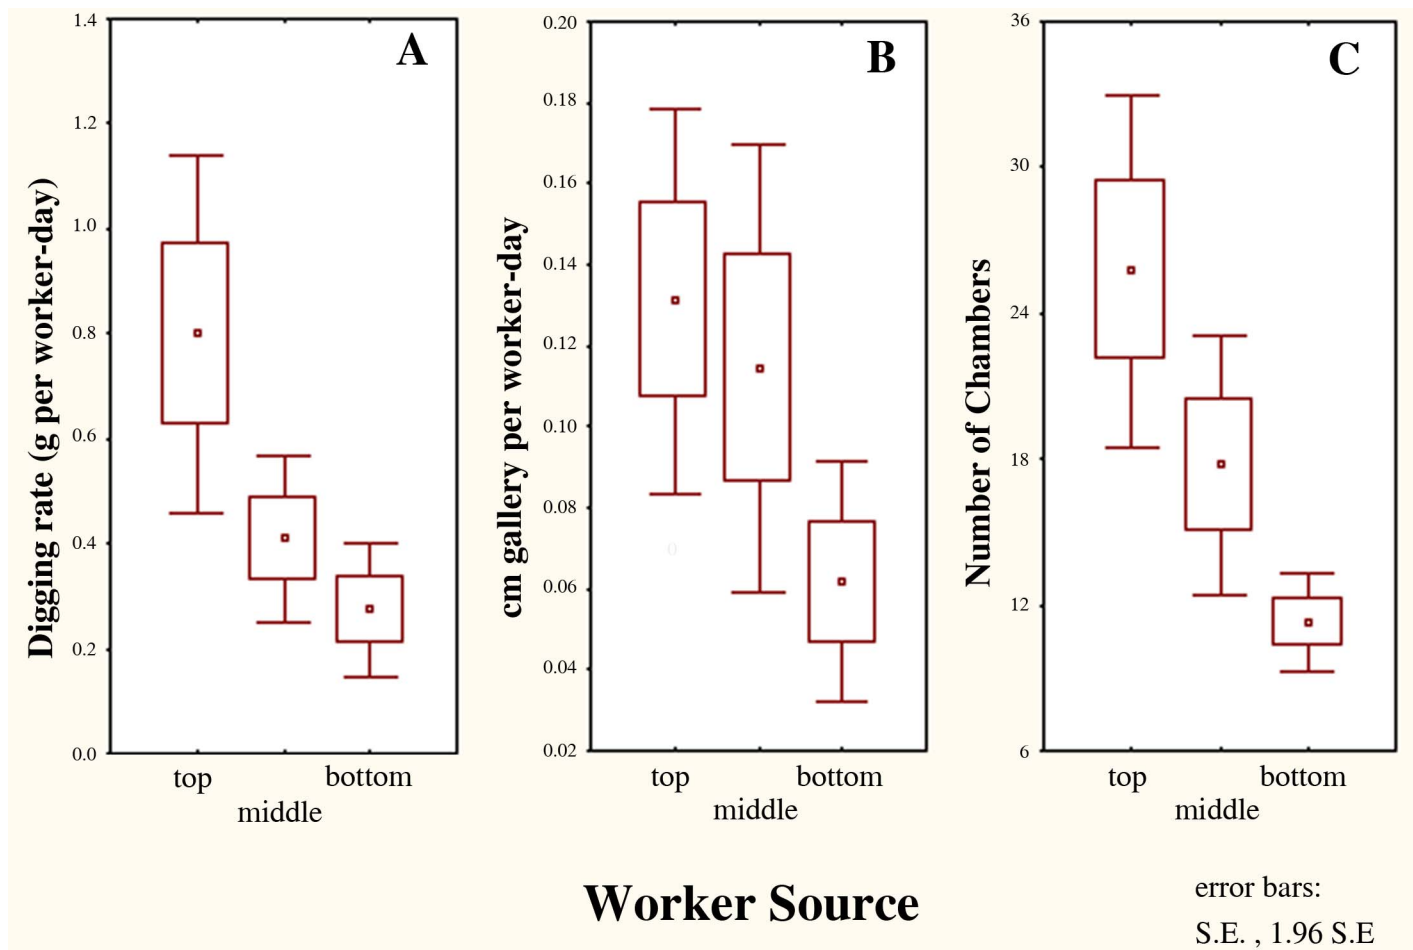 A
Digging rate (g per worker-day)
1.4
1.2
1.0
0.8
0.6
0.4
0.2
0.0
top
middle
bottom
B
cm gallery per worker-day
0.20
0.18
0.16
0.14
0.12
0.10
0.08
0.06
0.04
0.02
0
top
middle
bottom
C
Number of Chambers
36
30
24
18
12
6
top
middle
bottom
Worker Source
error bars:
S.E. , 1.96 S.E